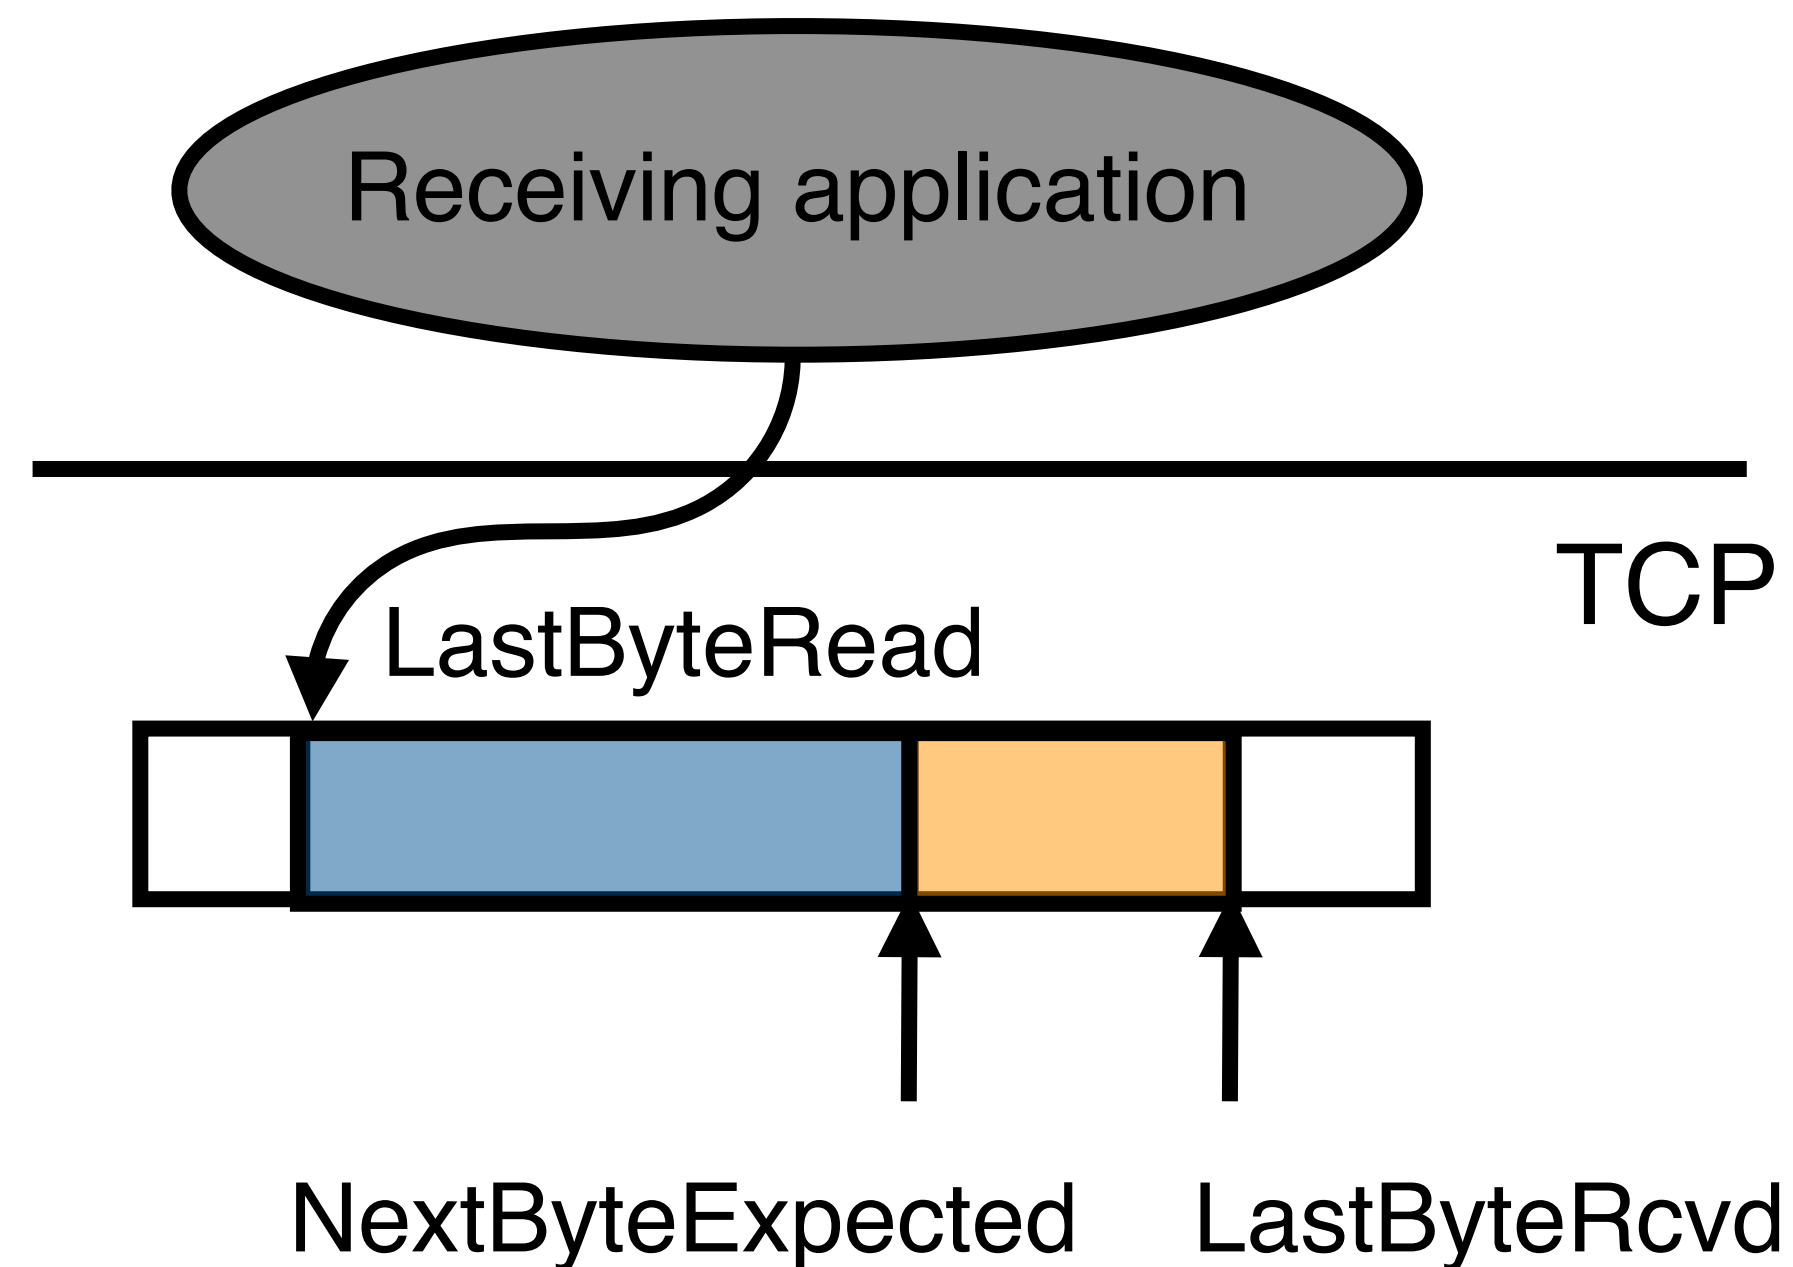 Receiving application
TCP
LastByteRead
NextByteExpected
LastByteRcvd